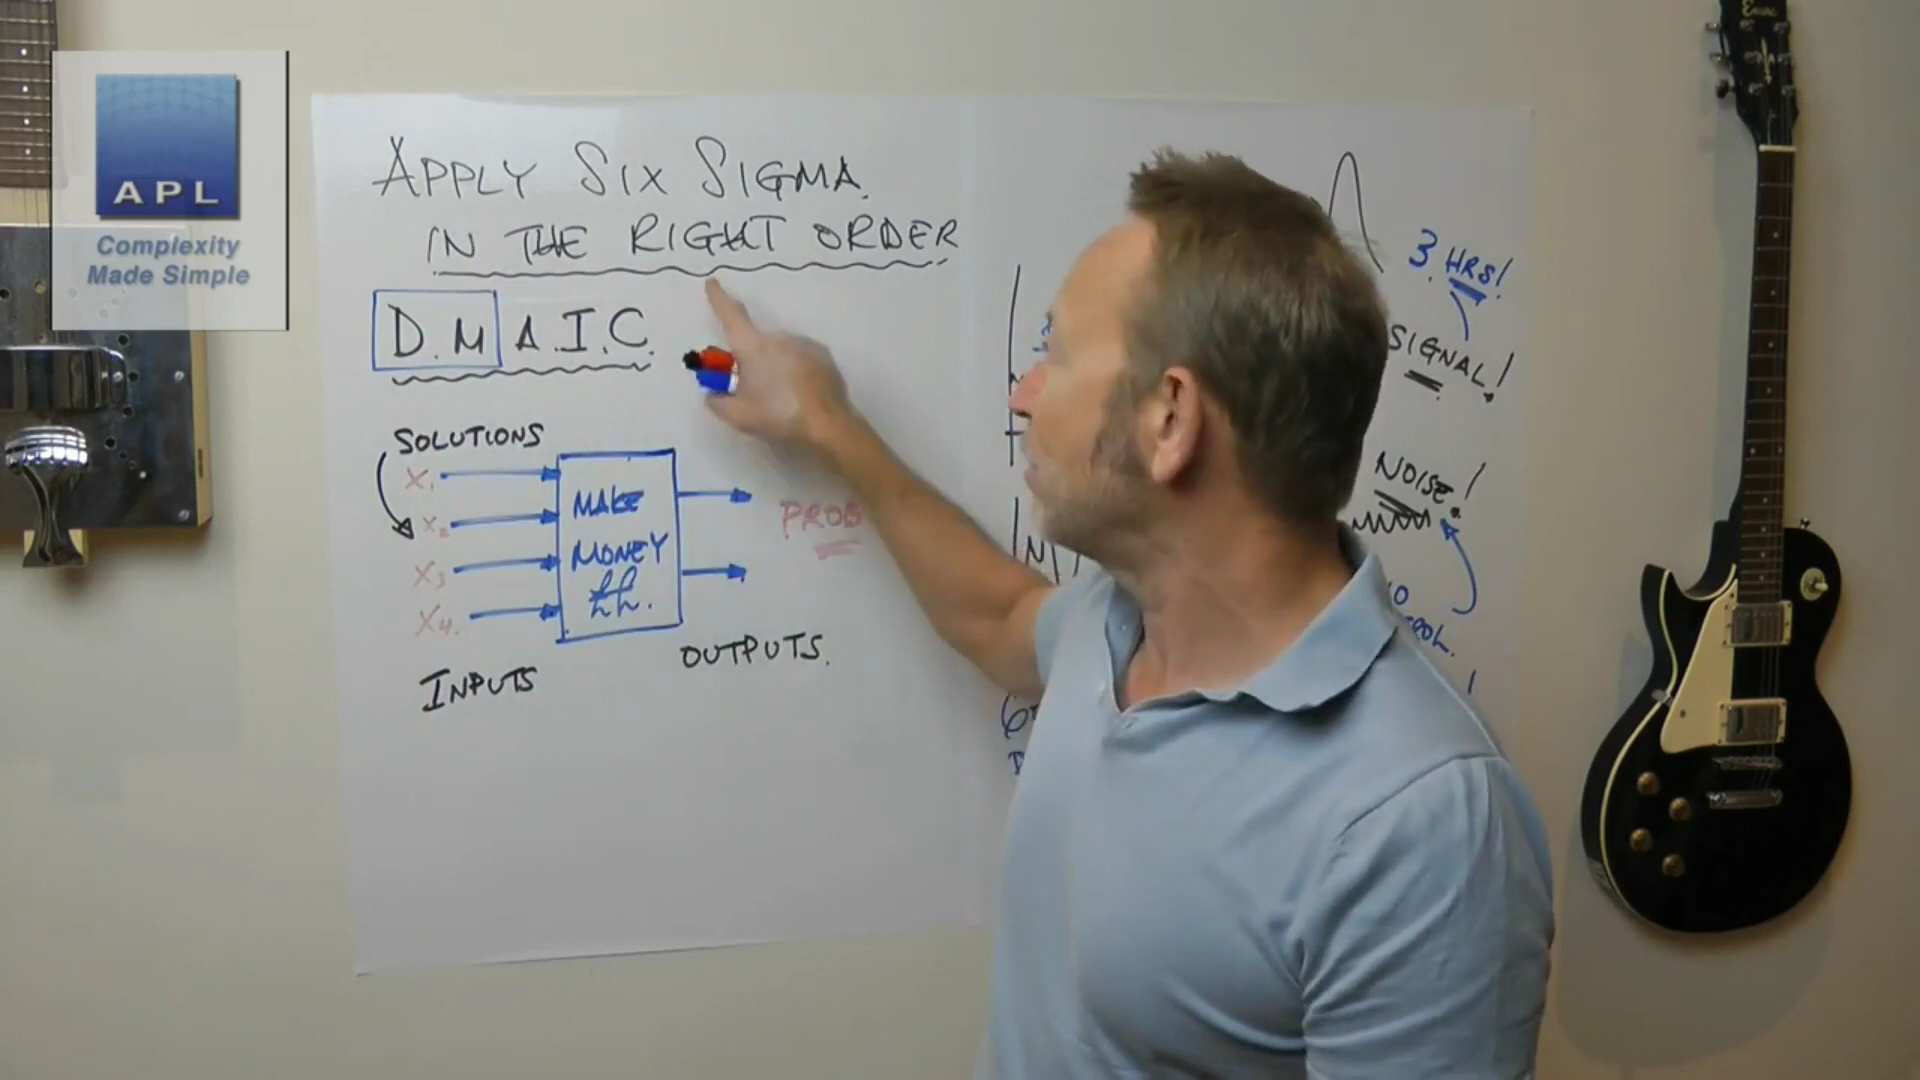 APL
Complexity
Made Simple
APPLY SIX SIGMA.
IN THE RIGHT ORDER
D.M A.I.C.
SOLUTIONS
X1
X2
X3
X4.
MAKE
MONEY
££.
PROB
INPUTS
OUTPUTS.
3 HRS!
SIGNAL!
NOISE!